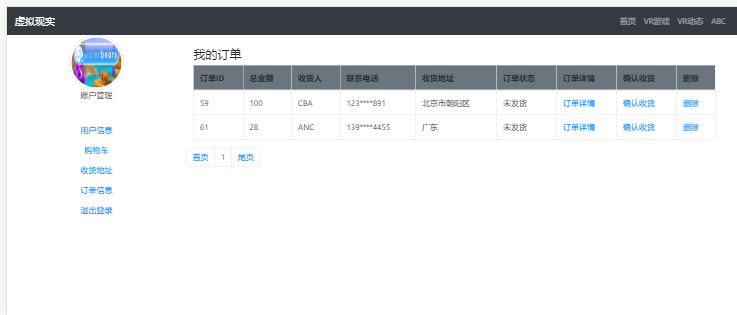 虚拟现实 首页 VR游戏 VR动态 ABC
waterbears
账户管理
用户信息
购物车
收货地址
订单信息
退出登录
我的订单
订单ID 总金额 收货人 联系电话 收货地址 订单状态 订单详情 确认收货 删除
59 100 CBA 123****891 北京市朝阳区 未发货 订单详情 确认收货 删除
61 28 ANC 139****4455 广东 未发货 订单详情 确认收货 删除
首页 1 尾页